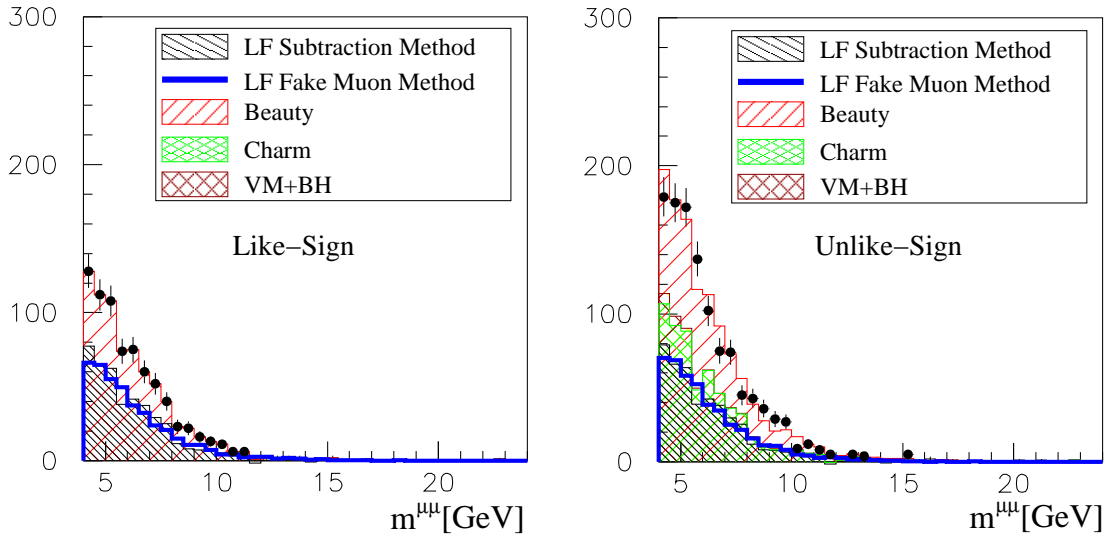 300
200
100
0
LF Subtraction Method
LF Fake Muon Method
Beauty
Charm
VM+BH
Like−Sign
5 10 15 20
m^μμ[GeV]
300
200
100
0
LF Subtraction Method
LF Fake Muon Method
Beauty
Charm
VM+BH
Unlike−Sign
5 10 15 20
m^μμ[GeV]